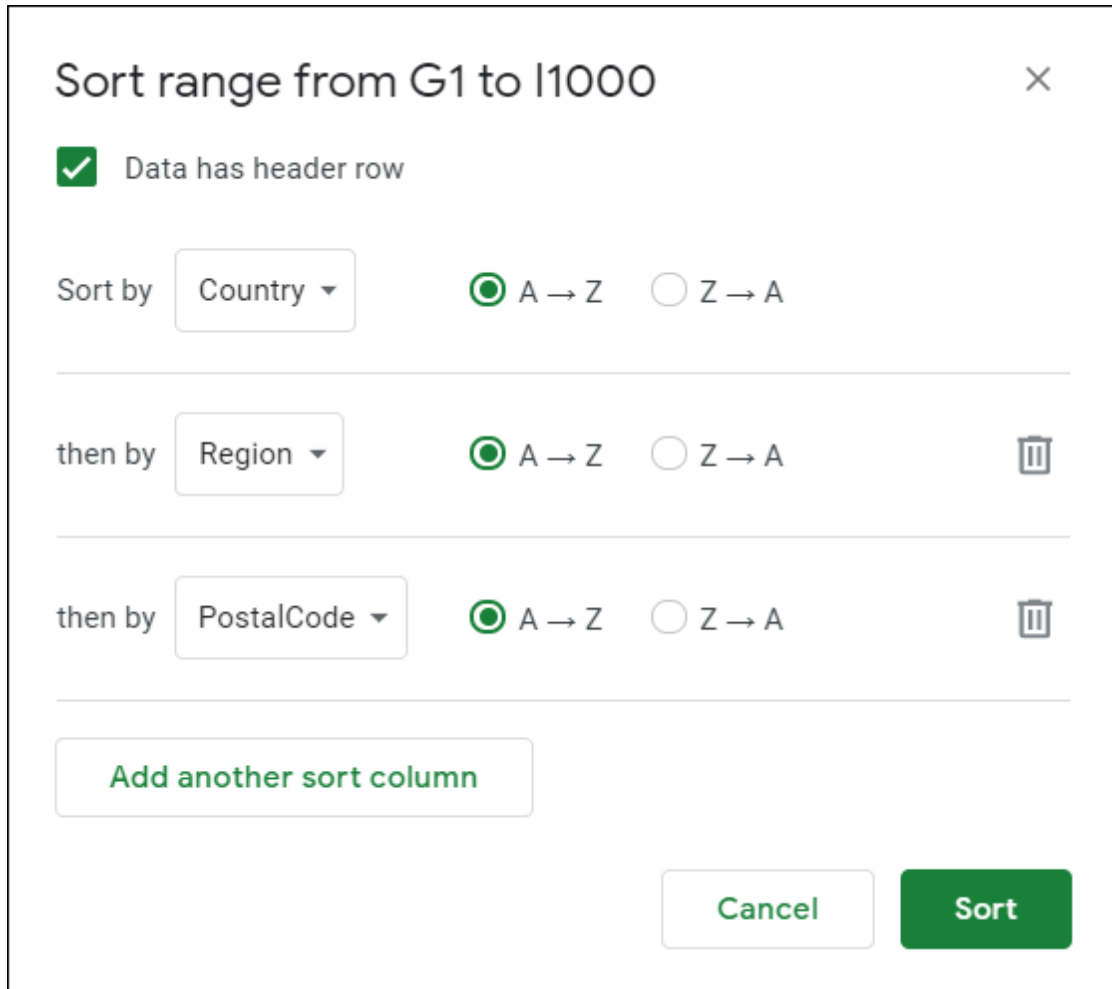 Sort range from G1 to I1000
Data has header row
Sort by Country A → Z Z → A
then by Region A → Z Z → A
then by PostalCode A → Z Z → A
Add another sort column
Cancel Sort